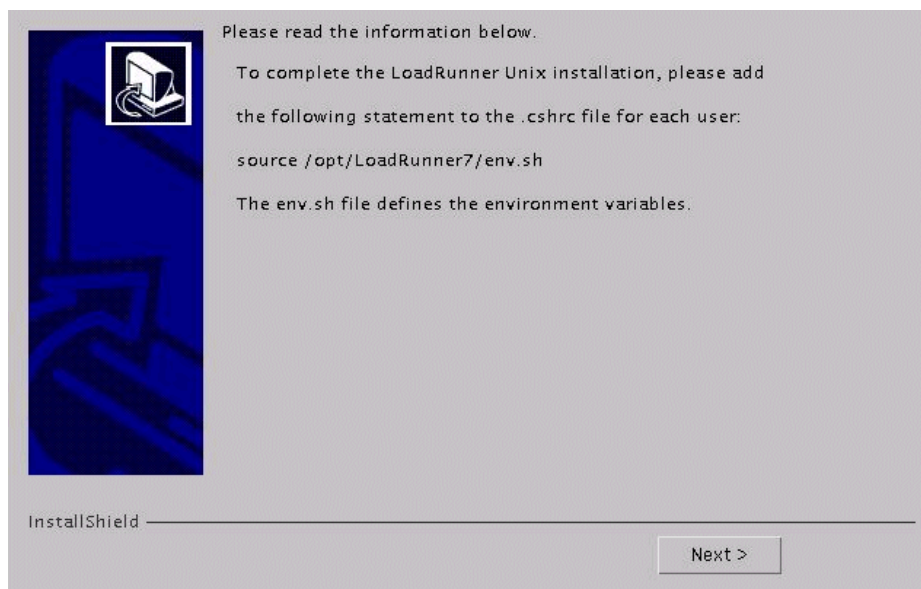 Please read the information below.
To complete the LoadRunner Unix installation, please add
the following statement to the .cshrc file for each user:
source /opt/LoadRunner7/env.sh
The env.sh file defines the environment variables.
InstallShield
Next >